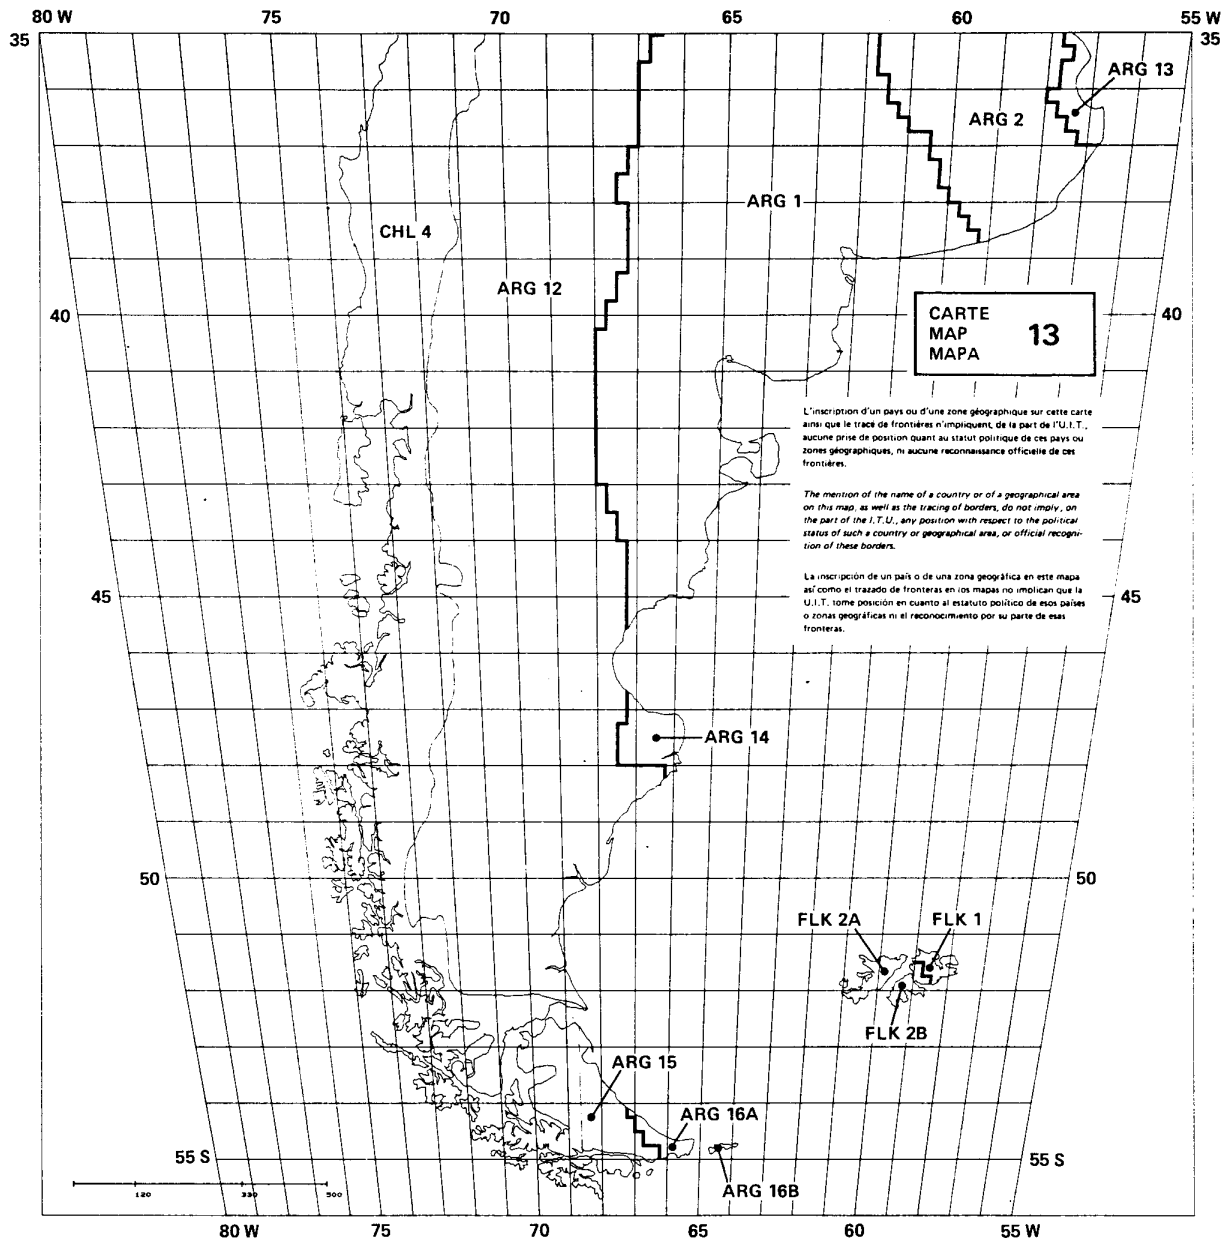 80 W 75 70 65 60 55 W
35 35
ARG 13
ARG 2
ARG 1
CHL 4
ARG 12
40 40
CARTE
MAP 13
MAPA
L'inscription d'un pays ou d'une zone géographique sur cette carte
ainsi que le tracé de frontières n'impliquent, de la part de l'U.I.T.,
aucune prise de position quant au statut politique de ces pays ou
zones géographiques, ni aucune reconnaissance officielle de ces
frontières.
The mention of the name of a country or of a geographical area
on this map, as well as the tracing of borders, do not imply, on
the part of the I.T.U., any position with respect to the political
status of such a country or geographical area, or official recogni-
tion of these borders.
La inscripción de un país o de una zona geográfica en este mapa
así como el trazado de fronteras en los mapas no implican que la
U.I.T. tome posición en cuanto al estatuto político de esos países
o zonas geográficas ni el reconocimiento por su parte de esas
fronteras.
45 45
ARG 14
50 50
FLK 2A FLK 1
FLK 2B
ARG 15
ARG 16A
55 S 55 S
ARG 16B
120 330 500
80 W 75 70 65 60 55 W